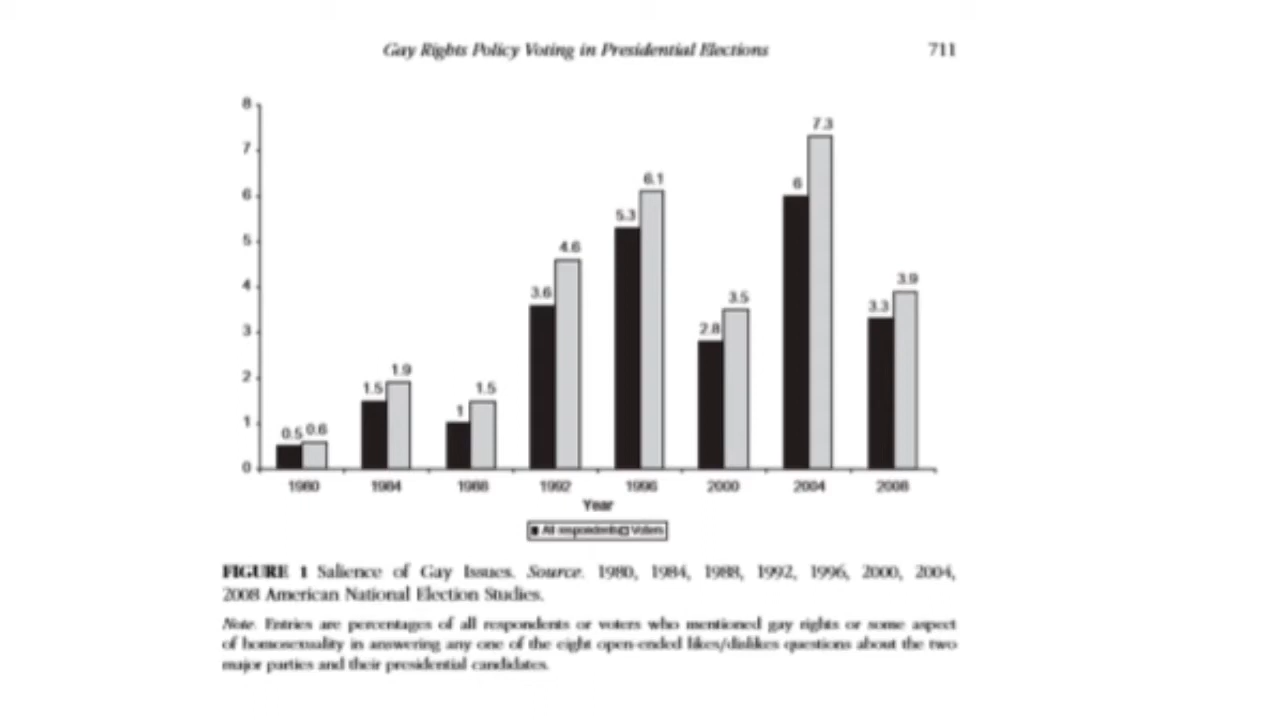 Gay Rights Policy Voting in Presidential Elections 711
8
7
6
5
4
3
2
1
0
0.5 0.6
1.5 1.9
1 1.5
3.6 4.6
5.3 6.1
2.8 3.5
6 7.3
3.3 3.9
1980 1984 1988 1992 1996 2000 2004 2008
Year
All respondents Voters
FIGURE 1 Salience of Gay Issues. Source. 1980, 1984, 1988, 1992, 1996, 2000, 2004,
2008 American National Election Studies.
Note. Entries are percentages of all respondents or voters who mentioned gay rights or some aspect
of homosexuality in answering any one of the eight open-ended likes/dislikes questions about the two
major parties and their presidential candidates.